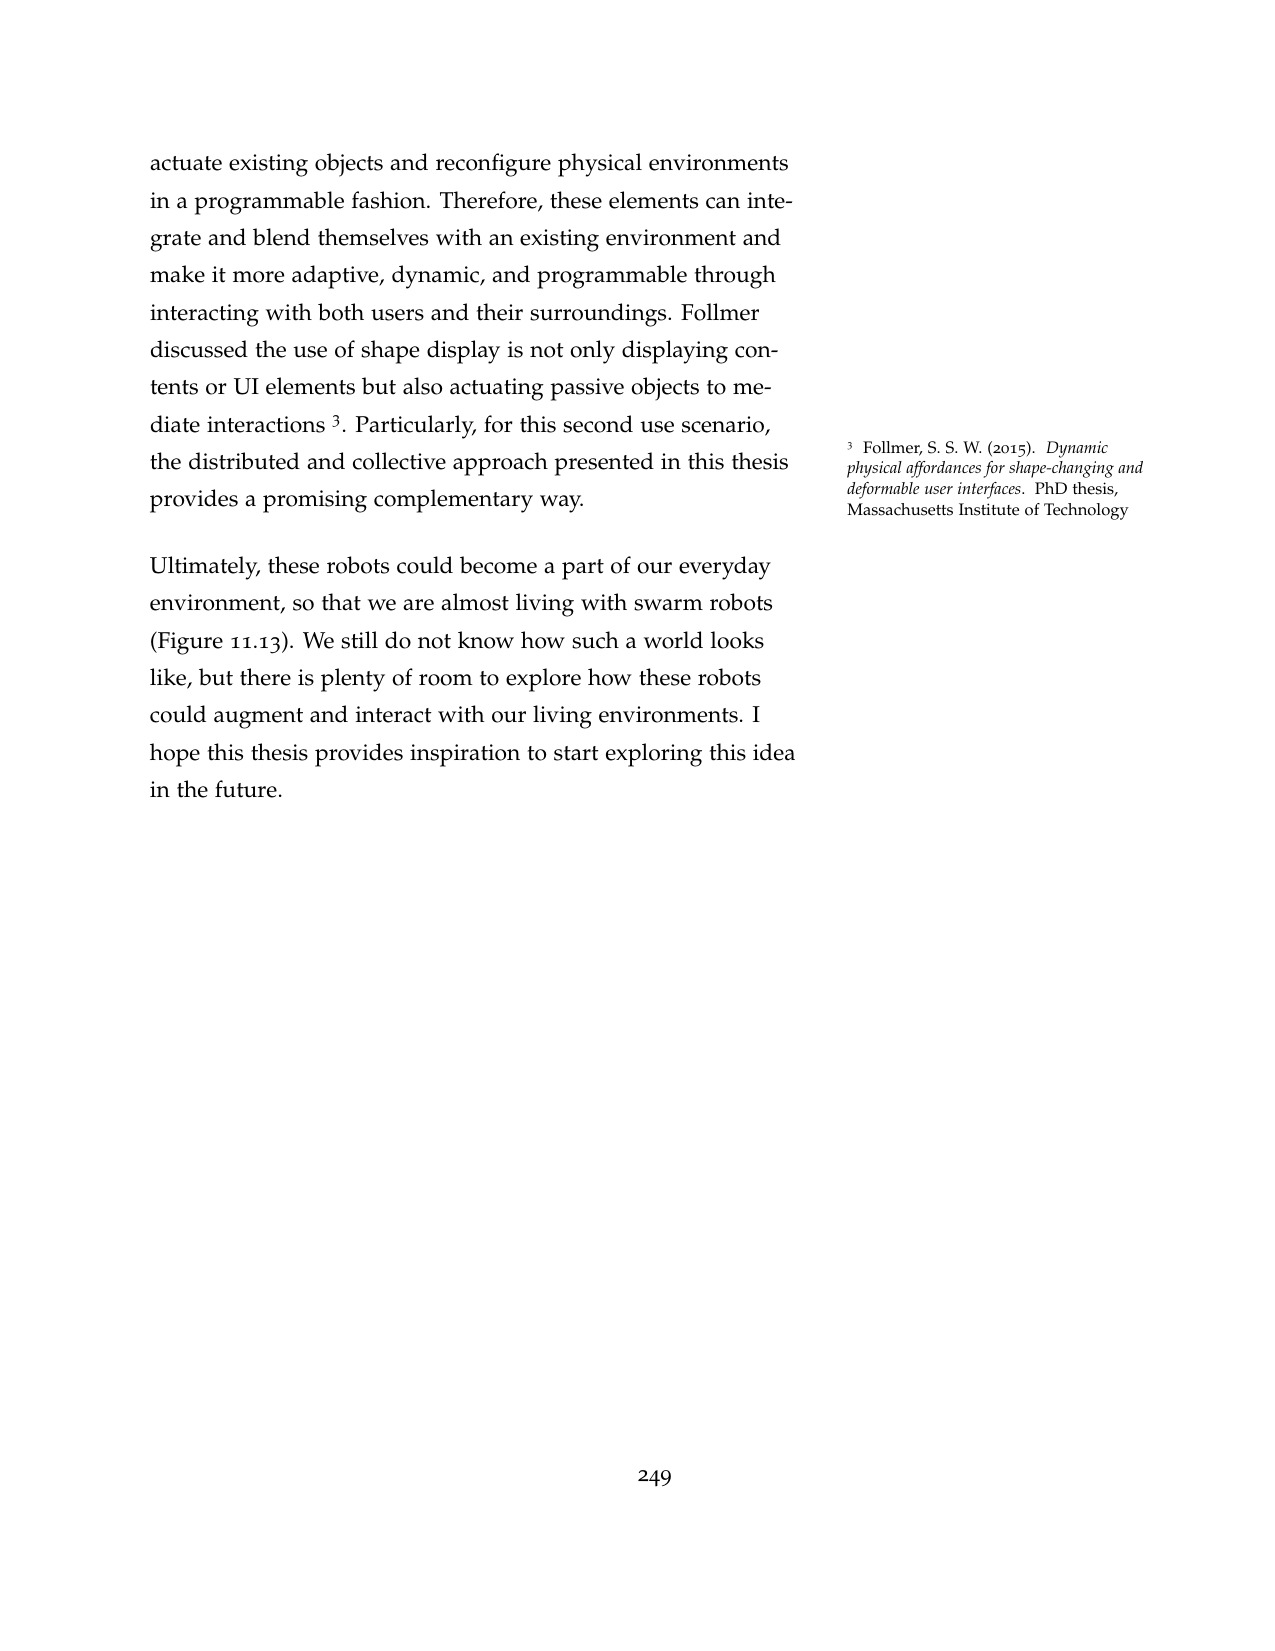 actuate existing objects and reconfigure physical environments
in a programmable fashion. Therefore, these elements can inte-
grate and blend themselves with an existing environment and
make it more adaptive, dynamic, and programmable through
interacting with both users and their surroundings. Follmer
discussed the use of shape display is not only displaying con-
tents or UI elements but also actuating passive objects to me-
diate interactions 3. Particularly, for this second use scenario,
the distributed and collective approach presented in this thesis
provides a promising complementary way.
3 Follmer, S. S. W. (2015). Dynamic
physical affordances for shape-changing and
deformable user interfaces. PhD thesis,
Massachusetts Institute of Technology
Ultimately, these robots could become a part of our everyday
environment, so that we are almost living with swarm robots
(Figure 11.13). We still do not know how such a world looks
like, but there is plenty of room to explore how these robots
could augment and interact with our living environments. I
hope this thesis provides inspiration to start exploring this idea
in the future.
249